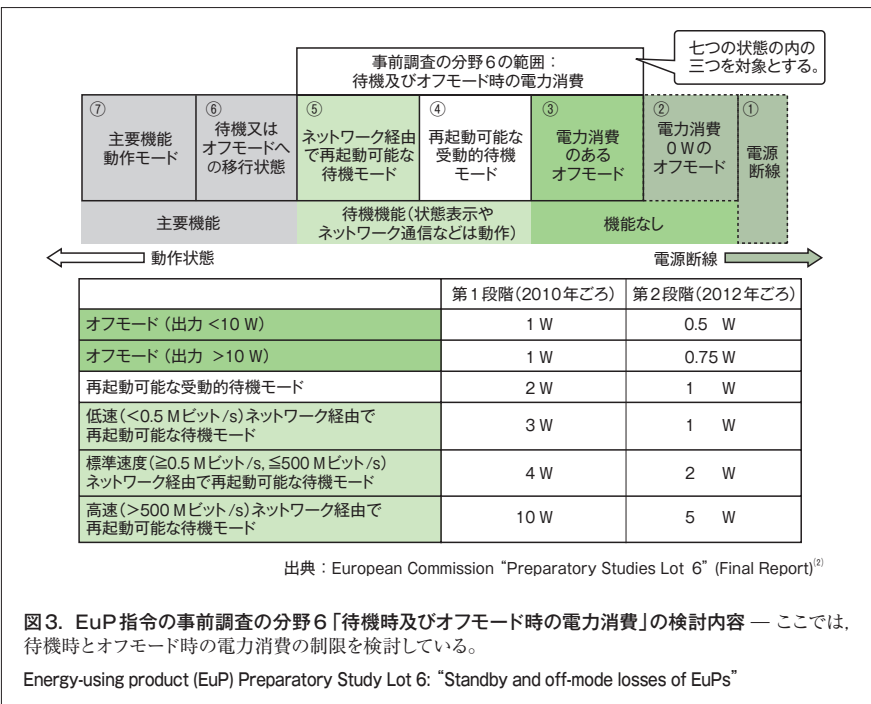 七つの状態の内の
三つを対象とする。
事前調査の分野6の範囲：
待機及びオフモード時の電力消費
⑦
主要機能
動作モード
⑥
待機又は
オフモードへ
の移行状態
⑤
ネットワーク経由
で再起動可能な
待機モード
④
再起動可能な
受動的待機
モード
③
電力消費
のある
オフモード
②
電力消費
0 Wの
オフモード
①
電源
断線
主要機能
待機機能（状態表示や
ネットワーク通信などは動作）
機能なし
動作状態
電源断線
第1段階（2010年ごろ） 第2段階（2012年ごろ）
オフモード（出力 <10 W） 1 W 0.5 W
オフモード（出力 >10 W） 1 W 0.75 W
再起動可能な受動的待機モード 2 W 1 W
低速（<0.5 Mビット/s）ネットワーク経由で
再起動可能な待機モード 3 W 1 W
標準速度（≧0.5 Mビット/s, ≦500 Mビット/s）
ネットワーク経由で再起動可能な待機モード 4 W 2 W
高速（>500 Mビット/s）ネットワーク経由で
再起動可能な待機モード 10 W 5 W
出典：European Commission “Preparatory Studies Lot 6” (Final Report)(2)
図3．EuP指令の事前調査の分野6「待機時及びオフモード時の電力消費」の検討内容 — ここでは，
待機時とオフモード時の電力消費の制限を検討している。
Energy-using product (EuP) Preparatory Study Lot 6: “Standby and off-mode losses of EuPs”